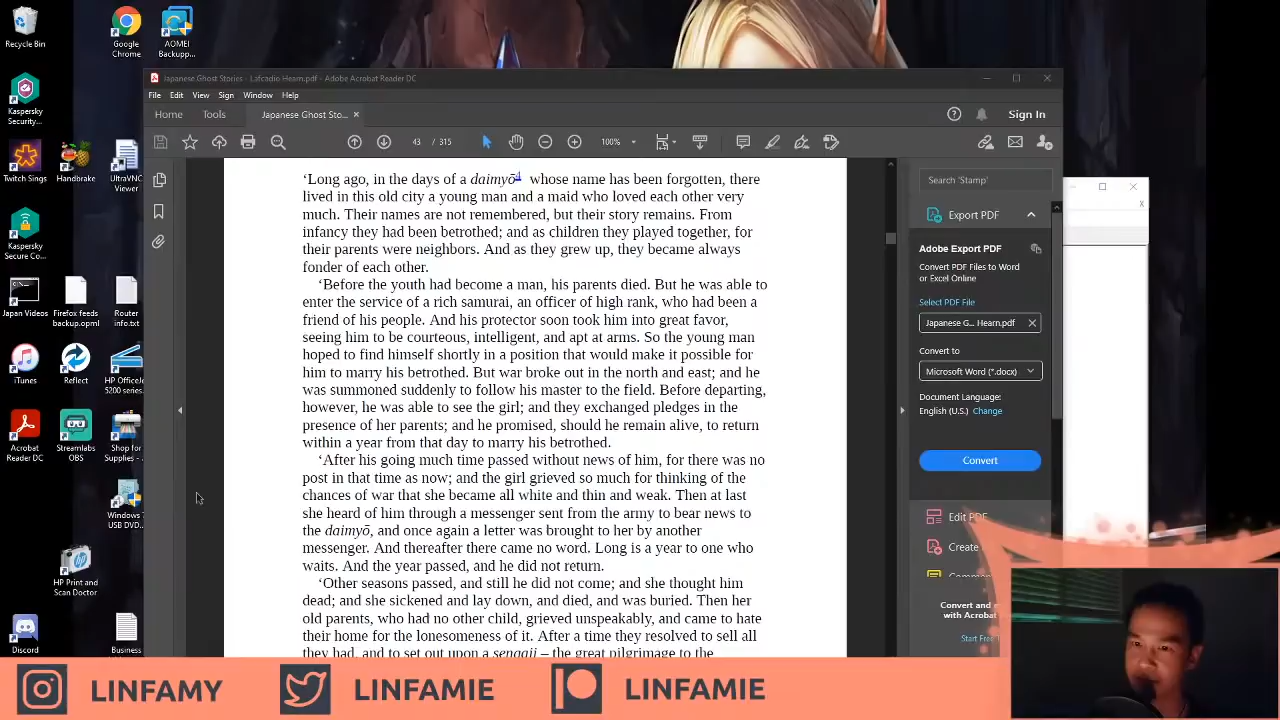 Recycle Bin
Google
Chrome
AOMEI
Backupp...
Kaspersky
Security...
Twitch Sings
Handbrake
UltraVNC
Viewer
Kaspersky
Secure Co...
Japan Videos
Firefox feeds
backup.opml
Router
info.txt
iTunes
Reflect
HP OfficeJ...
5200 series...
Acrobat
Reader DC
Streamlabs
OBS
Shop for
Supplies - ...
Windows 7
USB DVD...
HP Print and
Scan Doctor
Discord
Business
Japanese Ghost Stories - Lafcadio Hearn.pdf - Adobe Acrobat Reader DC
File Edit View Sign Window Help
Home Tools Japanese Ghost Sto... × Sign In
43 / 315 100%
‘Long ago, in the days of a daimyō4 whose name has been forgotten, there
lived in this old city a young man and a maid who loved each other very
much. Their names are not remembered, but their story remains. From
infancy they had been betrothed; and as children they played together, for
their parents were neighbors. And as they grew up, they became always
fonder of each other.
‘Before the youth had become a man, his parents died. But he was able to
enter the service of a rich samurai, an officer of high rank, who had been a
friend of his people. And his protector soon took him into great favor,
seeing him to be courteous, intelligent, and apt at arms. So the young man
hoped to find himself shortly in a position that would make it possible for
him to marry his betrothed. But war broke out in the north and east; and he
was summoned suddenly to follow his master to the field. Before departing,
however, he was able to see the girl; and they exchanged pledges in the
presence of her parents; and he promised, should he remain alive, to return
within a year from that day to marry his betrothed.
‘After his going much time passed without news of him, for there was no
post in that time as now; and the girl grieved so much for thinking of the
chances of war that she became all white and thin and weak. Then at last
she heard of him through a messenger sent from the army to bear news to
the daimyō, and once again a letter was brought to her by another
messenger. And thereafter there came no word. Long is a year to one who
waits. And the year passed, and he did not return.
‘Other seasons passed, and still he did not come; and she thought him
dead; and she sickened and lay down, and died, and was buried. Then her
old parents, who had no other child, grieved unspeakably, and came to hate
their home for the lonesomeness of it. After a time they resolved to sell all
they had, and to set out upon a sengaji – the great pilgrimage to the
Search 'Stamp'
Export PDF
Adobe Export PDF
Convert PDF Files to Word
or Excel Online
Select PDF File
Japanese G... Hearn.pdf
Convert to
Microsoft Word (*.docx)
Document Language:
English (U.S.) Change
Convert
Edit PDF
Create
Convert and
with Acrobat
Start Free
LINFAMY
LINFAMIE
LINFAMIE